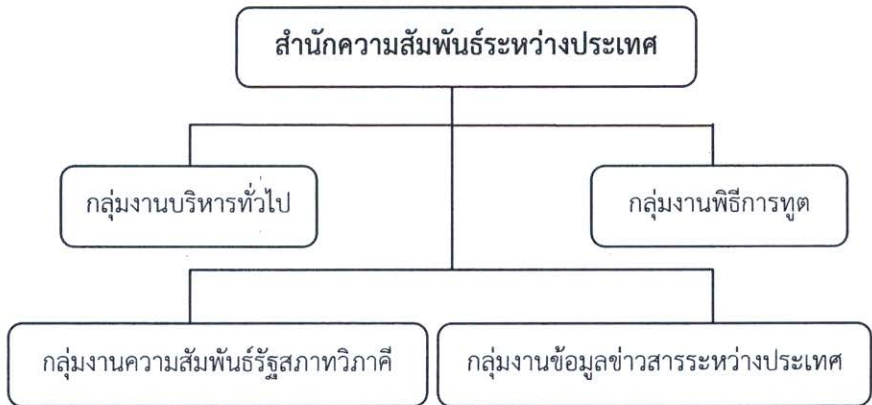 สำนักความสัมพันธ์ระหว่างประเทศ
กลุ่มงานบริหารทั่วไป
กลุ่มงานพิธีการทูต
กลุ่มงานความสัมพันธ์รัฐสภาทวิภาคี
กลุ่มงานข้อมูลข่าวสารระหว่างประเทศ